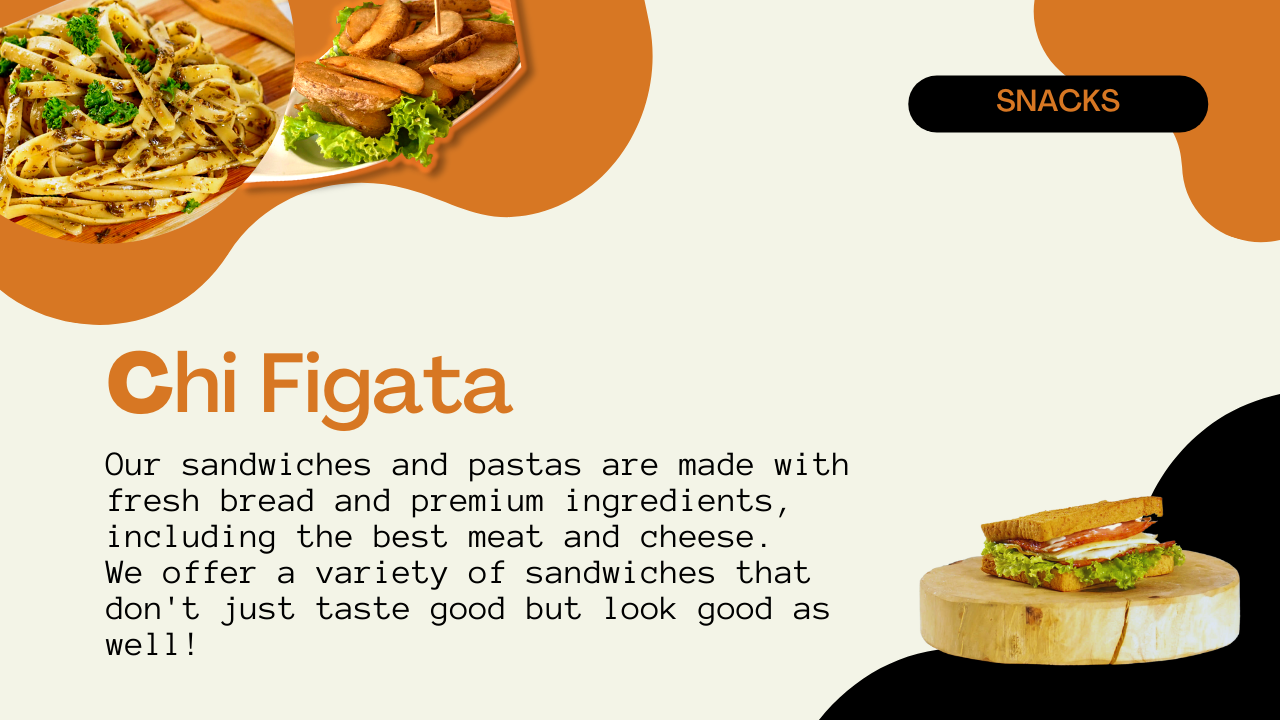 SNACKS
Chi Figata
Our sandwiches and pastas are made with
fresh bread and premium ingredients,
including the best meat and cheese.
We offer a variety of sandwiches that
don't just taste good but look good as
well!